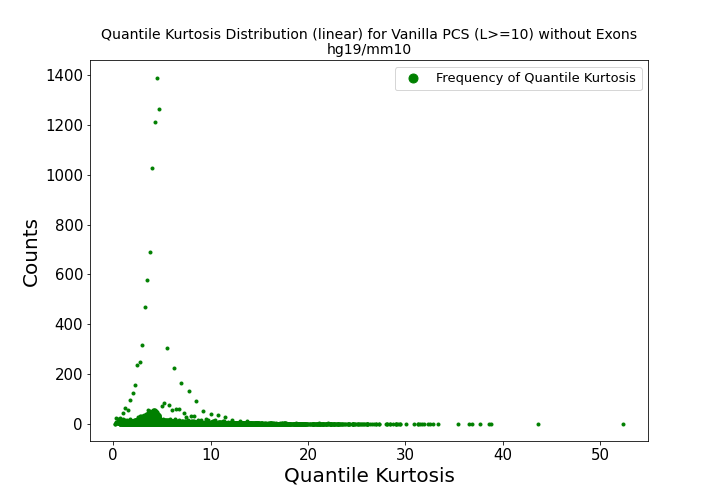 Quantile Kurtosis Distribution (linear) for Vanilla PCS (L>=10) without Exons
hg19/mm10
Frequency of Quantile Kurtosis
1400
1200
1000
800
600
400
200
0
Counts
0 10 20 30 40 50
Quantile Kurtosis